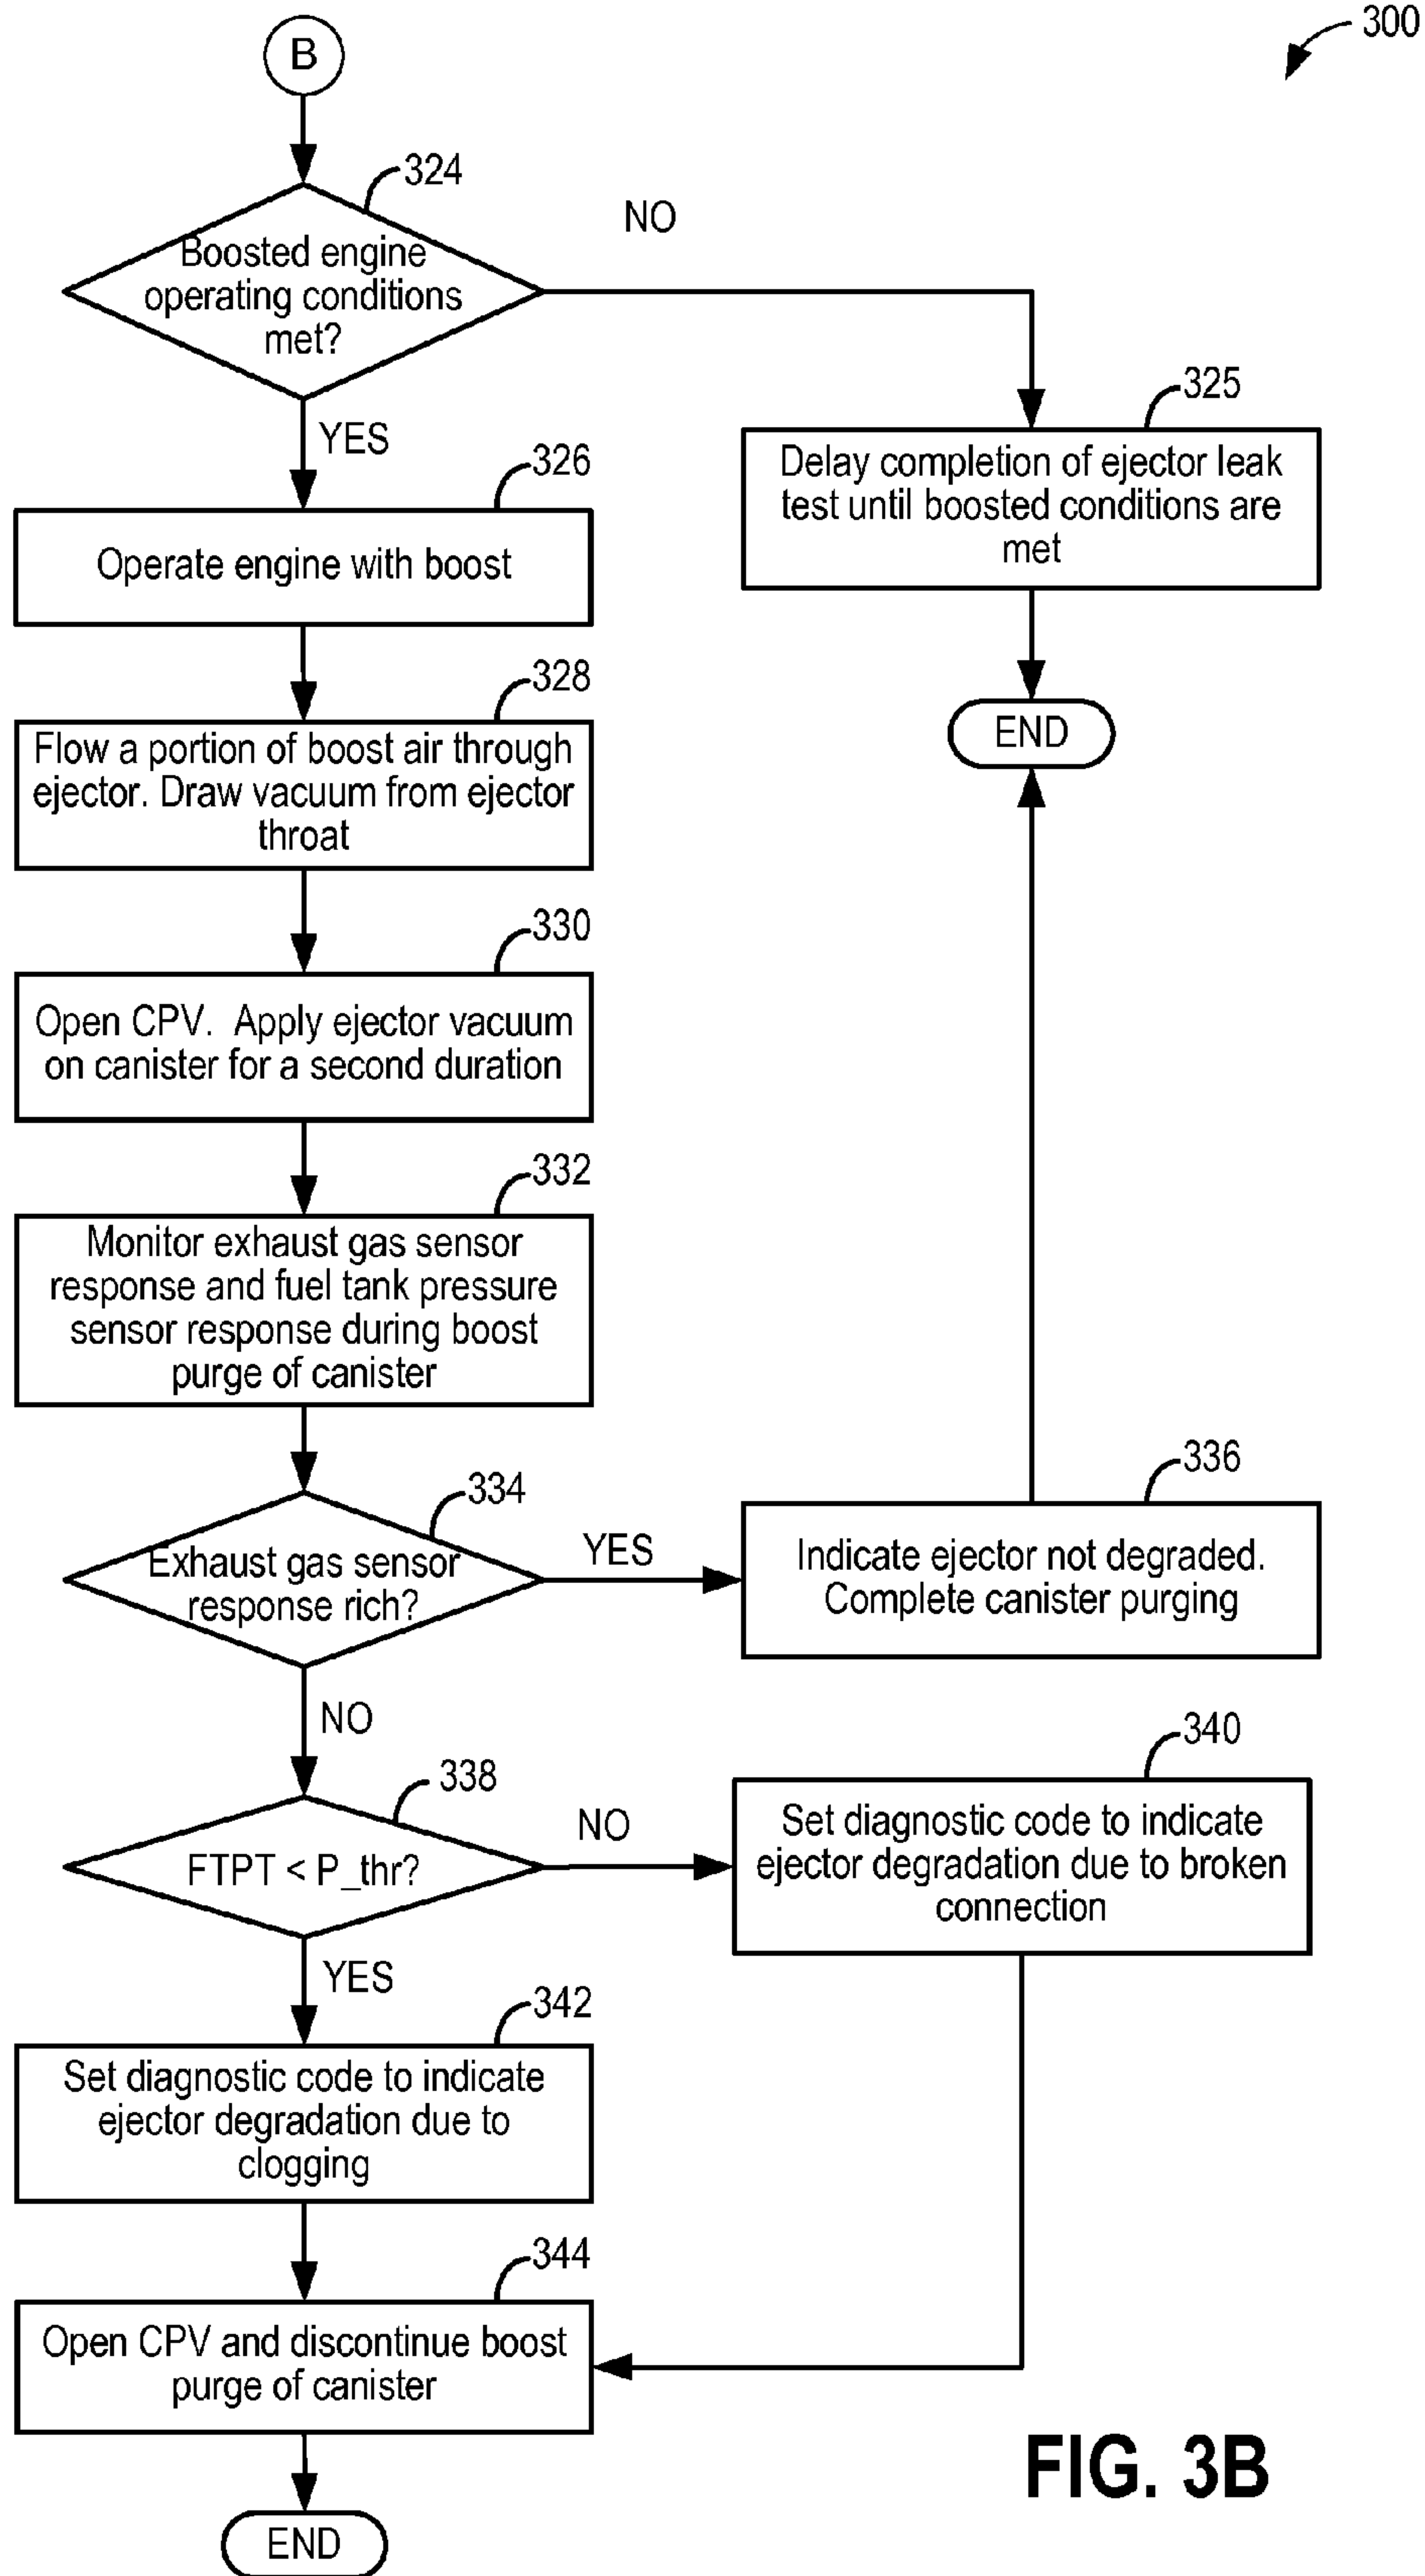 300
B
324
Boosted engine
operating conditions
met?
NO
YES
325
Delay completion of ejector leak
test until boosted conditions are
met
END
326
Operate engine with boost
328
Flow a portion of boost air through
ejector. Draw vacuum from ejector
throat
330
Open CPV. Apply ejector vacuum
on canister for a second duration
332
Monitor exhaust gas sensor
response and fuel tank pressure
sensor response during boost
purge of canister
334
Exhaust gas sensor
response rich?
YES
336
Indicate ejector not degraded.
Complete canister purging
NO
338
FTPT < P_thr?
NO
340
Set diagnostic code to indicate
ejector degradation due to broken
connection
YES
342
Set diagnostic code to indicate
ejector degradation due to
clogging
344
Open CPV and discontinue boost
purge of canister
END
FIG. 3B